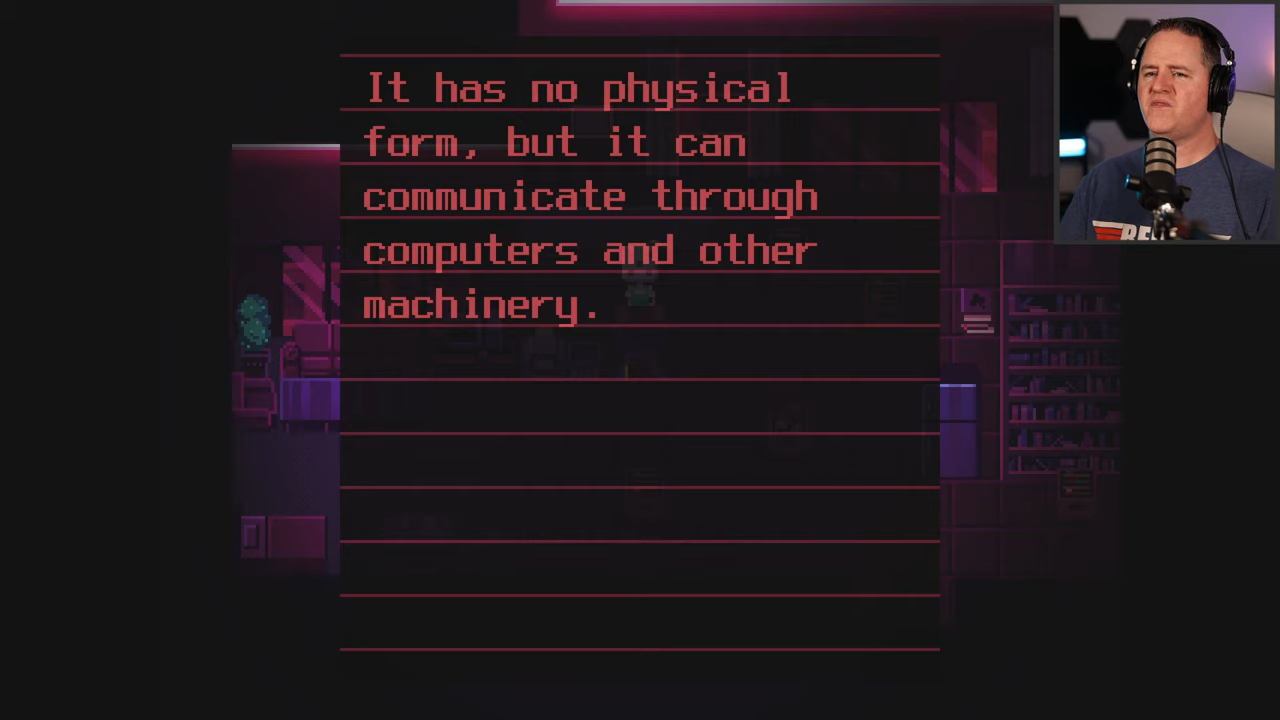 It has no physical
form, but it can
communicate through
computers and other
machinery.